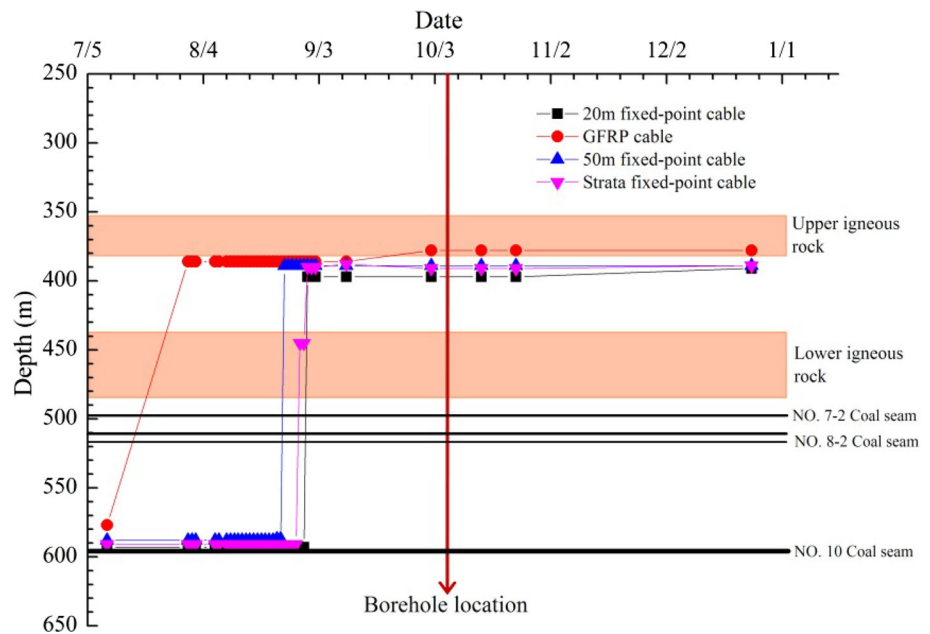 Date
7/5 8/4 9/3 10/3 11/2 12/2 1/1
Depth (m)
250
300
350
400
450
500
550
600
650
20m fixed-point cable
GFRP cable
50m fixed-point cable
Strata fixed-point cable
Upper igneous
rock
Lower igneous
rock
NO. 7-2 Coal seam
NO. 8-2 Coal seam
NO. 10 Coal seam
Borehole location